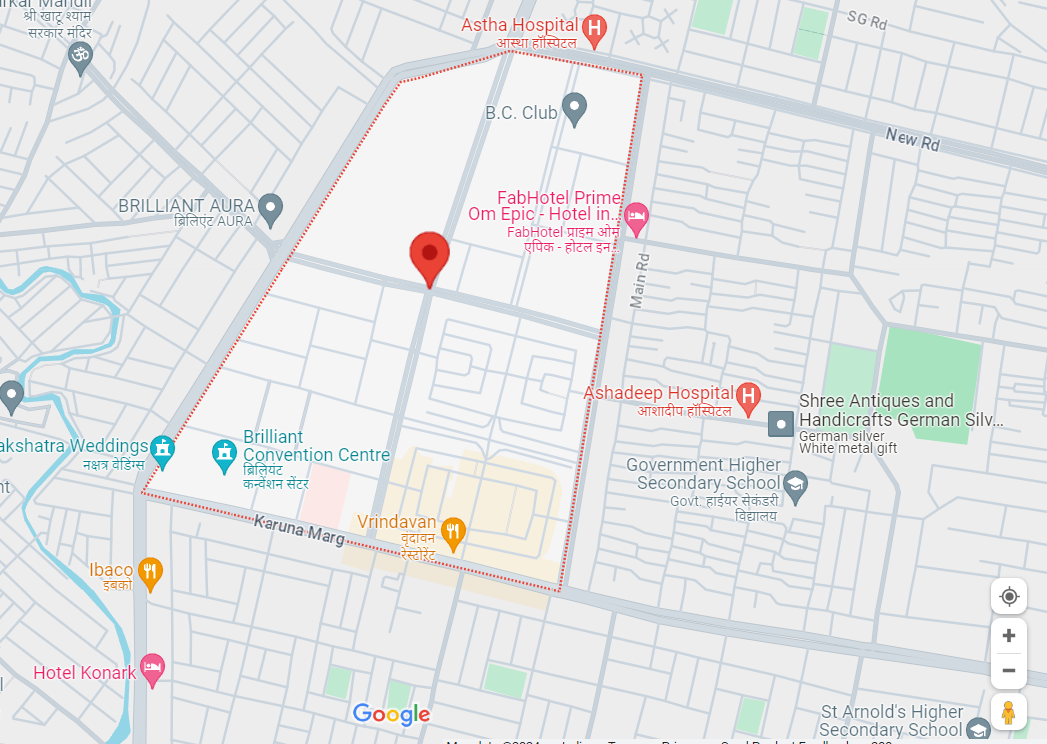 श्री खाटू श्याम
सरकार मंदिर
Astha Hospital
आस्था हॉस्पिटल
SG Rd
B.C. Club
New Rd
BRILLIANT AURA
ब्रिलिएंट AURA
FabHotel Prime
Om Epic - Hotel in...
FabHotel प्राइम ओम्
एपिक - होटल इन...
Main Rd
Ashadeep Hospital
आशादीप हॉस्पिटल
Shree Antiques and
Handicrafts German Silv...
German silver
White metal gift
akshatra Weddings
नक्षत्र वेडिंग्स
Brilliant
Convention Centre
ब्रिलियंट
कन्वेंशन सेंटर
Government Higher
Secondary School
Govt. हाईयर सेकंडरी
विद्यालय
Karuna Marg
Vrindavan
वृंदावन
रेस्टोरेंट
Ibaco
इबको
Hotel Konark
Google
St Arnold's Higher
Secondary School